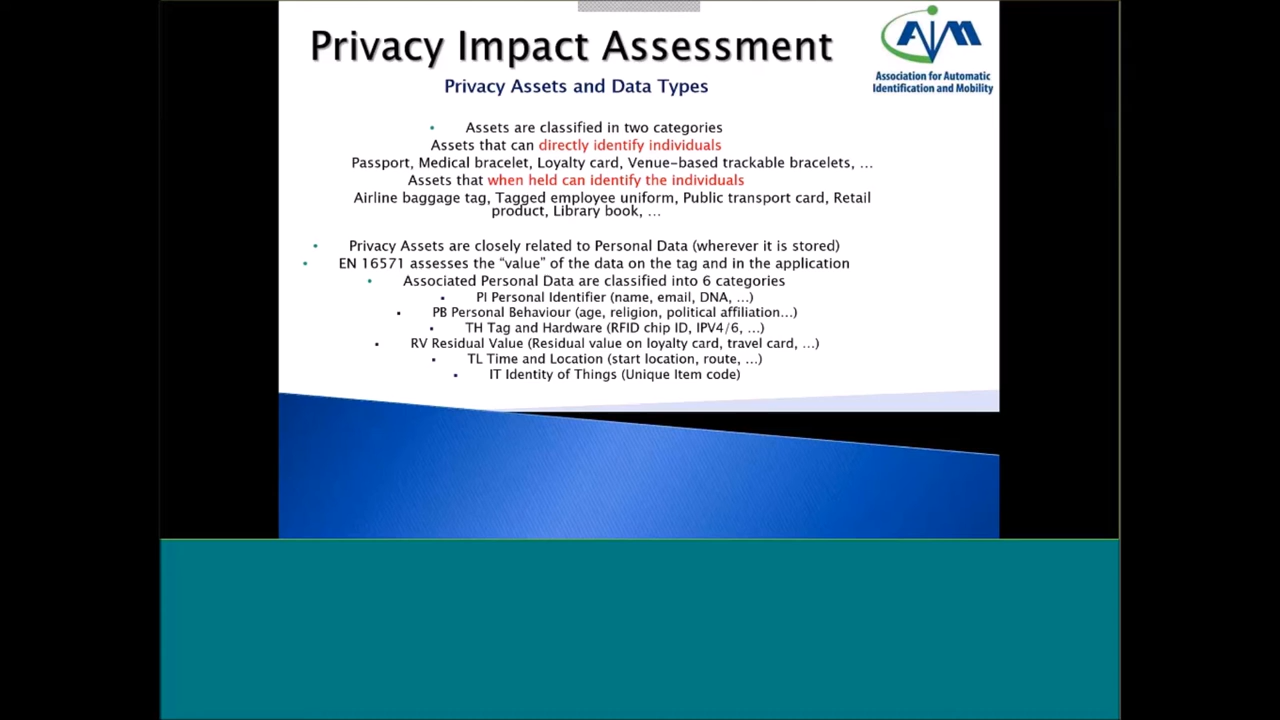 Privacy Impact Assessment
AIM
Association for Automatic
Identification and Mobility
Privacy Assets and Data Types
• Assets are classified in two categories
Assets that can directly identify individuals
Passport, Medical bracelet, Loyalty card, Venue-based trackable bracelets, …
Assets that when held can identify the individuals
Airline baggage tag, Tagged employee uniform, Public transport card, Retail
product, Library book, …
• Privacy Assets are closely related to Personal Data (wherever it is stored)
• EN 16571 assesses the “value” of the data on the tag and in the application
• Associated Personal Data are classified into 6 categories
▪ PI Personal Identifier (name, email, DNA, …)
▪ PB Personal Behaviour (age, religion, political affiliation…)
▪ TH Tag and Hardware (RFID chip ID, IPV4/6, …)
▪ RV Residual Value (Residual value on loyalty card, travel card, …)
▪ TL Time and Location (start location, route, …)
▪ IT Identity of Things (Unique Item code)